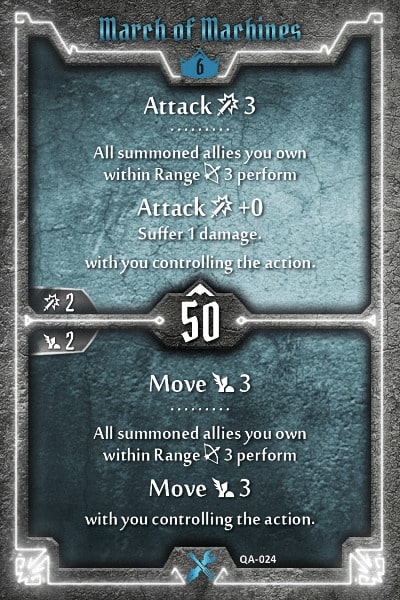 March of Machines
6
Attack 3
All summoned allies you own
within Range 3 perform
Attack +0
Suffer 1 damage.
with you controlling the action.
2
50
2
Move 3
All summoned allies you own
within Range 3 perform
Move 3
with you controlling the action.
QA-024